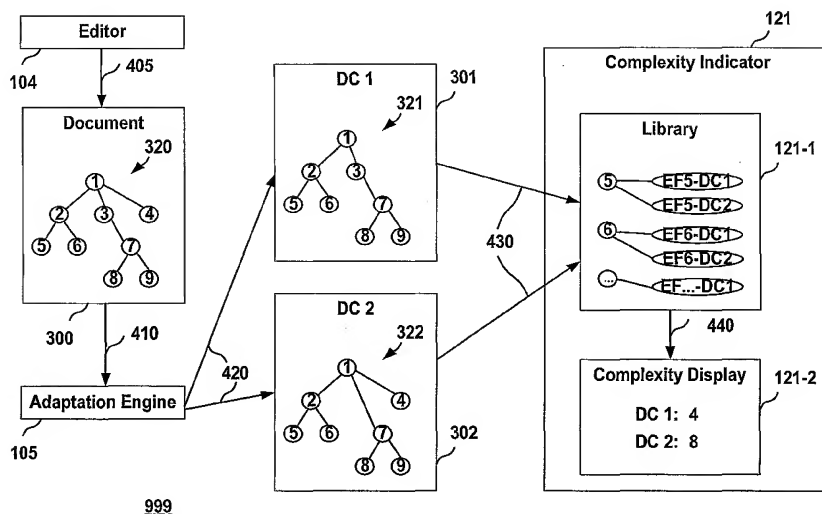 Editor
104
405
Document
320
1
2 3 4
5 6 7
8 9
300
410
Adaptation Engine
105
420
DC 1
301
321
1
2 3
5 6 7
8 9
DC 2
322
1
2 4
5 6 7
8 9
302
430
121
Complexity Indicator
Library
121-1
5 EF5-DC1
EF5-DC2
6 EF6-DC1
EF6-DC2
... EF...-DC1
440
Complexity Display
121-2
DC 1: 4
DC 2: 8
999